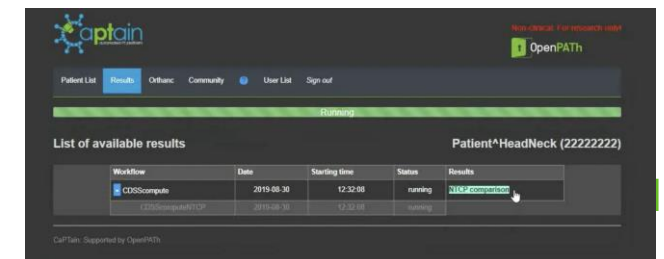 Captain
Non-clinical. For research only!
OpenPATh
Patient List Results Orthanc Community User List Sign out
Running
List of available results
Patient^HeadNeck (22222222)
Workflow Date Starting time Status Results
CDSScompute 2019-08-30 12:32:08 running NTCP comparison
CDSScomputeNTCP 2019-08-30 12:32:08 running
CaPTain: Supported by OpenPATh